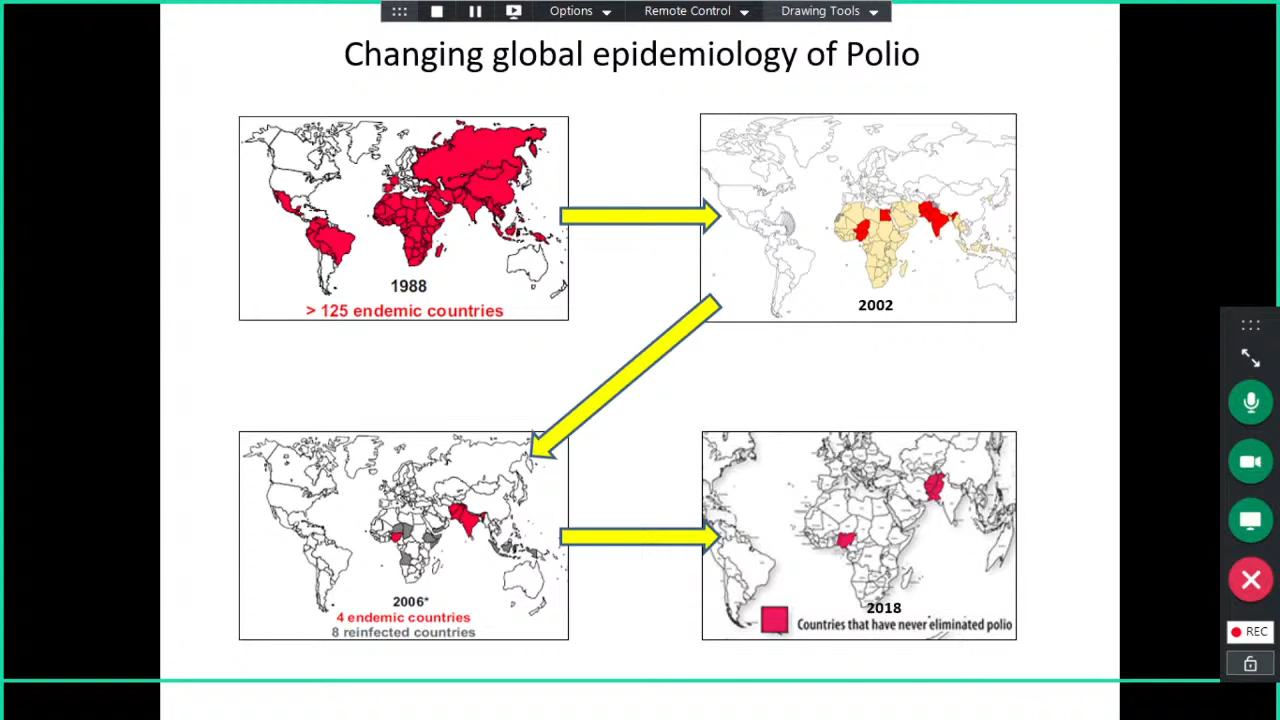 Options
Remote Control
Drawing Tools
Changing global epidemiology of Polio
1988
> 125 endemic countries
2002
2006*
4 endemic countries
8 reinfected countries
2018
Countries that have never eliminated polio
REC